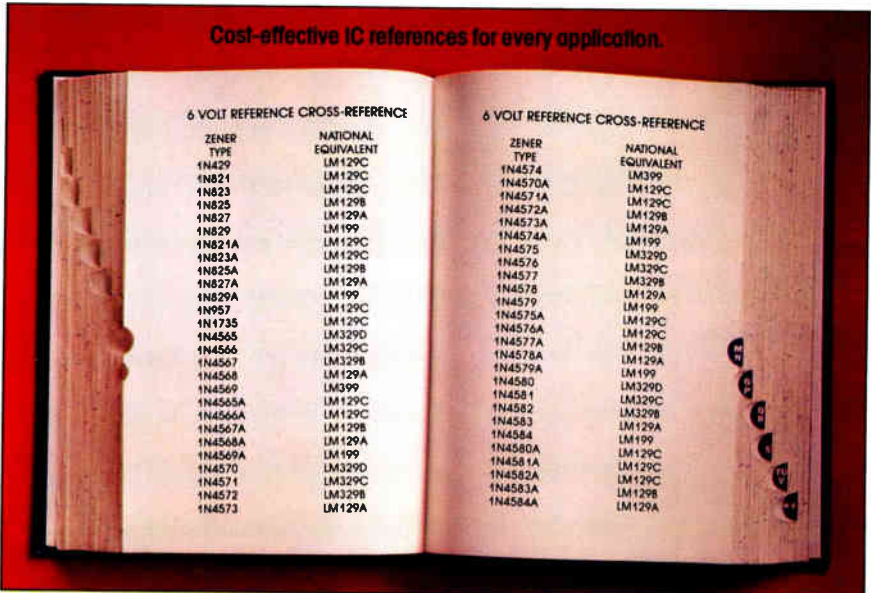 Cost-effective IC references for every application.
6 VOLT REFERENCE CROSS-REFERENCE
ZENER NATIONAL
TYPE EQUIVALENT
1N429 LM129C
1N821 LM129C
1N823 LM129C
1N825 LM129B
1N827 LM129A
1N829 LM199
1N821A LM129C
1N823A LM129C
1N825A LM129B
1N827A LM129A
1N829A LM199
1N957 LM129C
1N1735 LM129C
1N4565 LM329D
1N4566 LM329C
1N4567 LM329B
1N4568 LM129A
1N4569 LM399
1N4565A LM129C
1N4566A LM129C
1N4567A LM129B
1N4568A LM129A
1N4569A LM199
1N4570 LM329D
1N4571 LM329C
1N4572 LM329B
1N4573 LM129A
6 VOLT REFERENCE CROSS-REFERENCE
ZENER NATIONAL
TYPE EQUIVALENT
1N4574 LM399
1N4570A LM129C
1N4571A LM129C
1N4572A LM129B
1N4573A LM129A
1N4574A LM199
1N4575 LM329D
1N4576 LM329C
1N4577 LM329B
1N4578 LM129A
1N4579 LM199
1N4575A LM129C
1N4576A LM129C
1N4577A LM129B
1N4578A LM129A
1N4579A LM199
1N4580 LM329D
1N4581 LM329C
1N4582 LM329B
1N4583 LM129A
1N4584 LM199
1N4580A LM129C
1N4581A LM129C
1N4582A LM129C
1N4583A LM129B
1N4584A LM129A